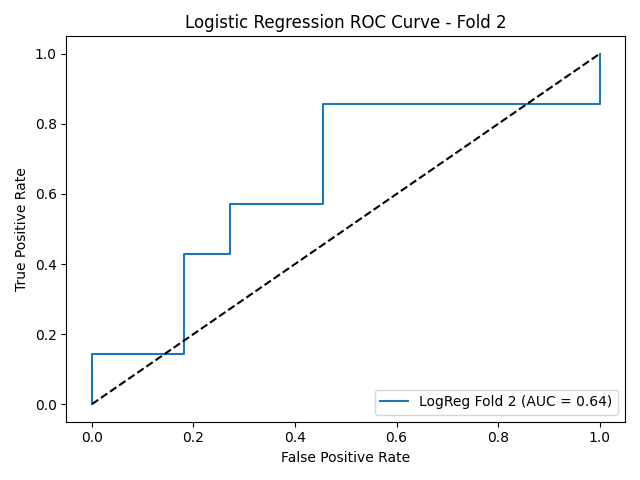 Logistic Regression ROC Curve - Fold 2
True Positive Rate
1.0
0.8
0.6
0.4
0.2
0.0
LogReg Fold 2 (AUC = 0.64)
0.0 0.2 0.4 0.6 0.8 1.0
False Positive Rate